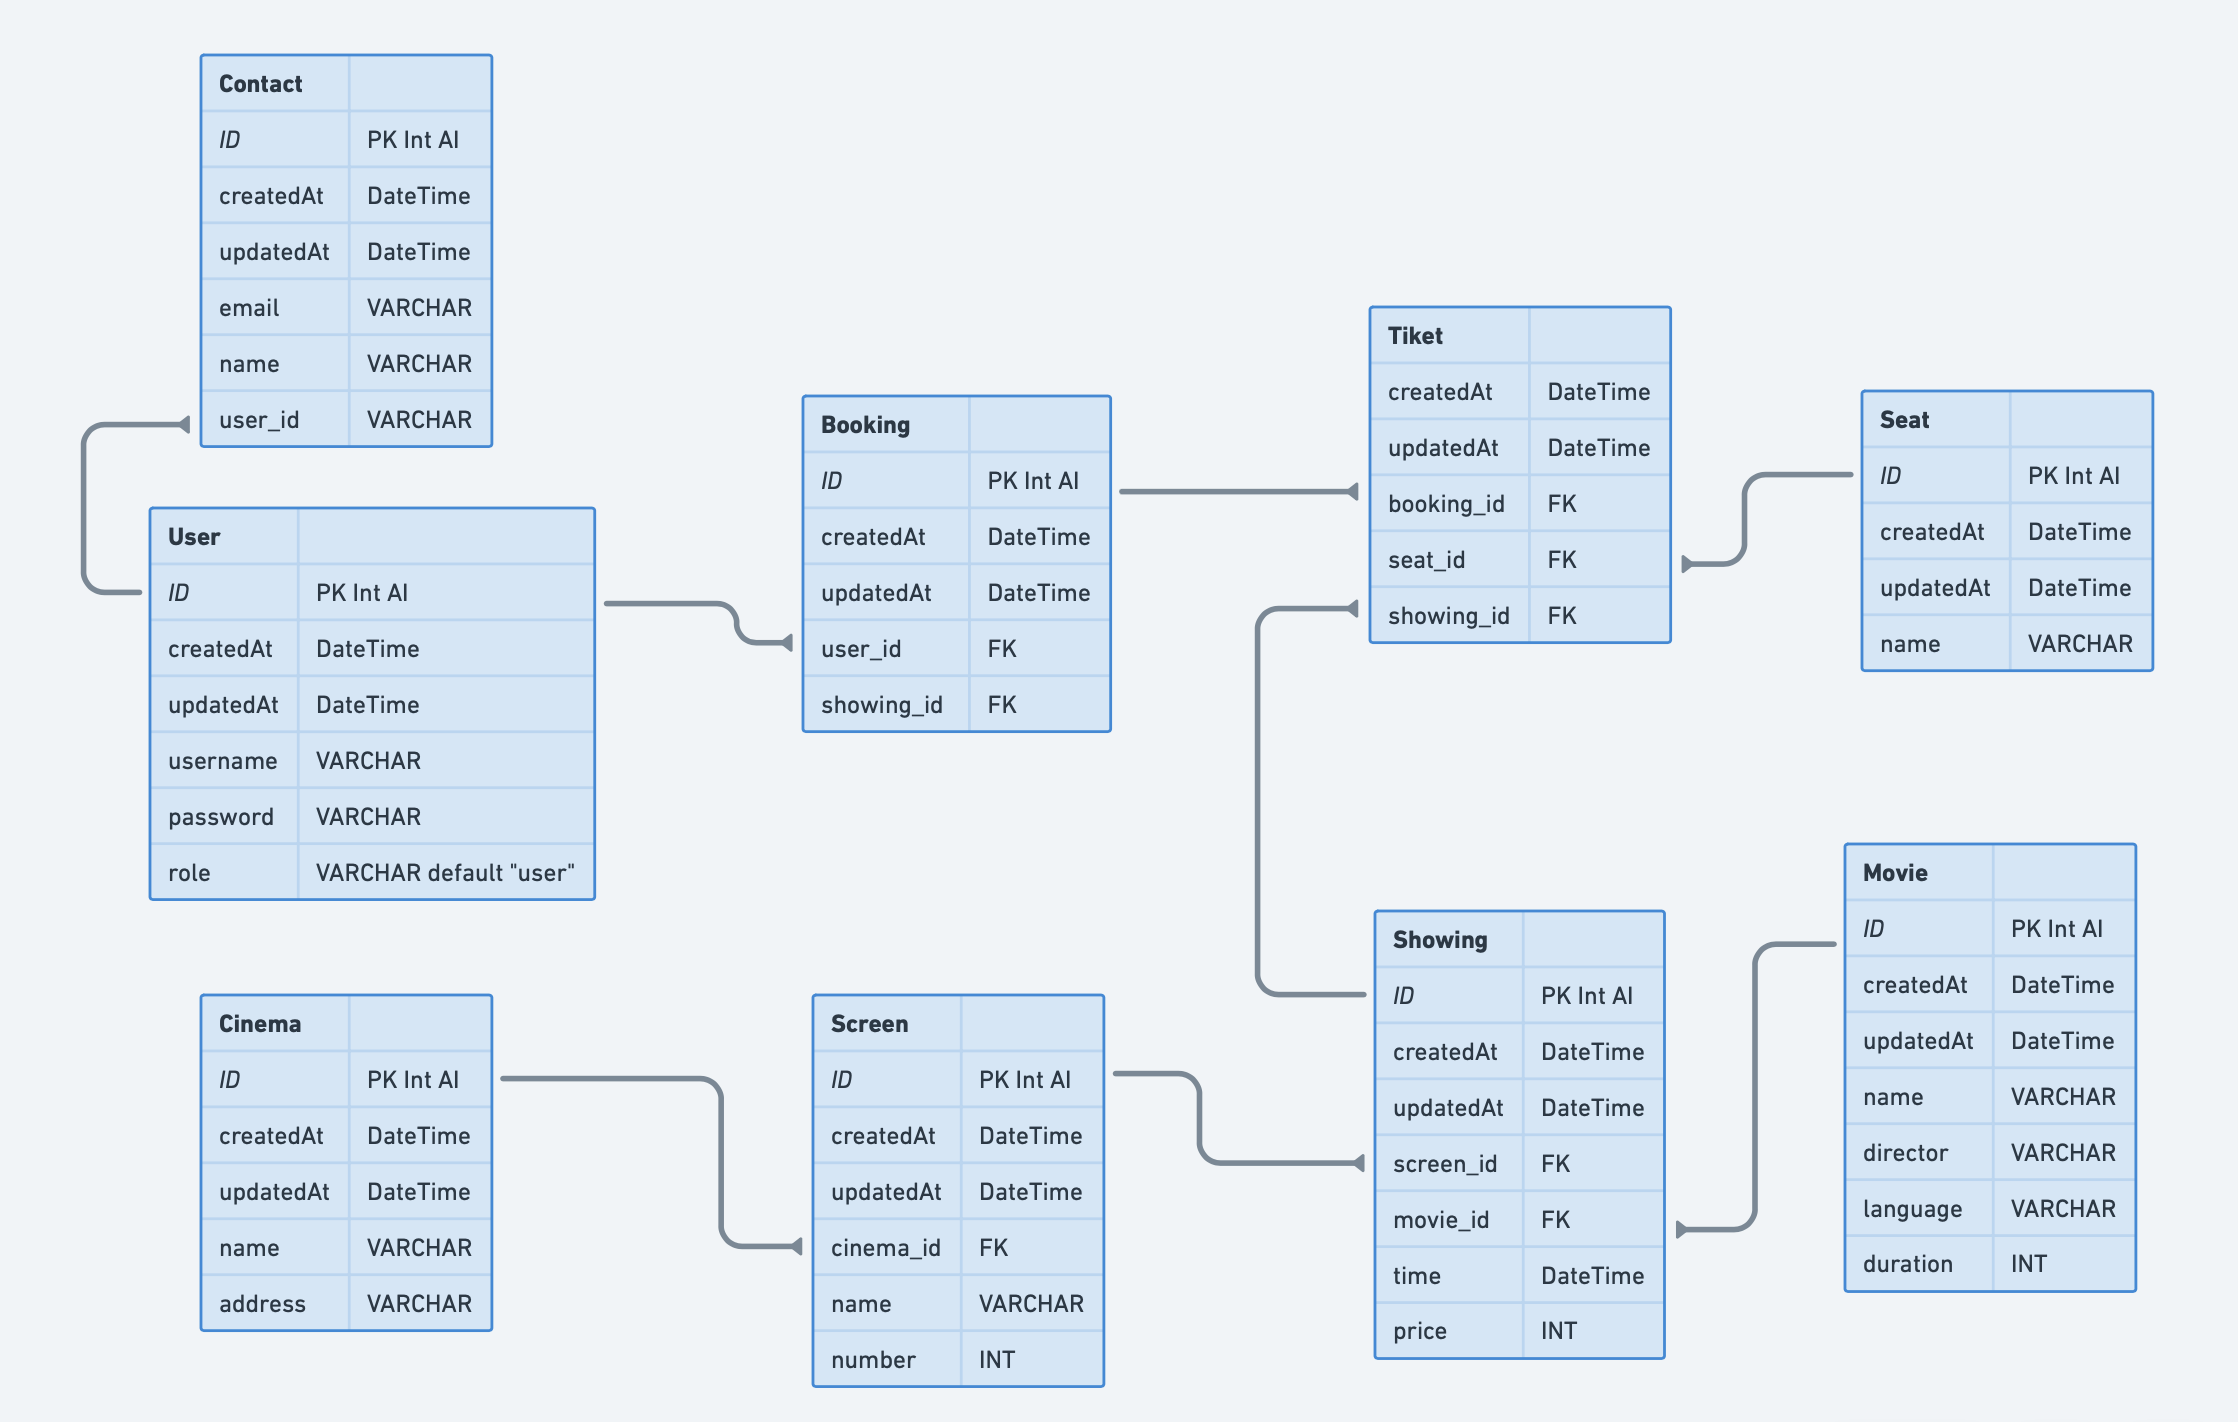 Contact
ID PK Int AI
createdAt DateTime
updatedAt DateTime
email VARCHAR
name VARCHAR
user_id VARCHAR
User
ID PK Int AI
createdAt DateTime
updatedAt DateTime
username VARCHAR
password VARCHAR
role VARCHAR default "user"
Booking
ID PK Int AI
createdAt DateTime
updatedAt DateTime
user_id FK
showing_id FK
Tiket
createdAt DateTime
updatedAt DateTime
booking_id FK
seat_id FK
showing_id FK
Seat
ID PK Int AI
createdAt DateTime
updatedAt DateTime
name VARCHAR
Cinema
ID PK Int AI
createdAt DateTime
updatedAt DateTime
name VARCHAR
address VARCHAR
Screen
ID PK Int AI
createdAt DateTime
updatedAt DateTime
cinema_id FK
name VARCHAR
number INT
Showing
ID PK Int AI
createdAt DateTime
updatedAt DateTime
screen_id FK
movie_id FK
time DateTime
price INT
Movie
ID PK Int AI
createdAt DateTime
updatedAt DateTime
name VARCHAR
director VARCHAR
language VARCHAR
duration INT